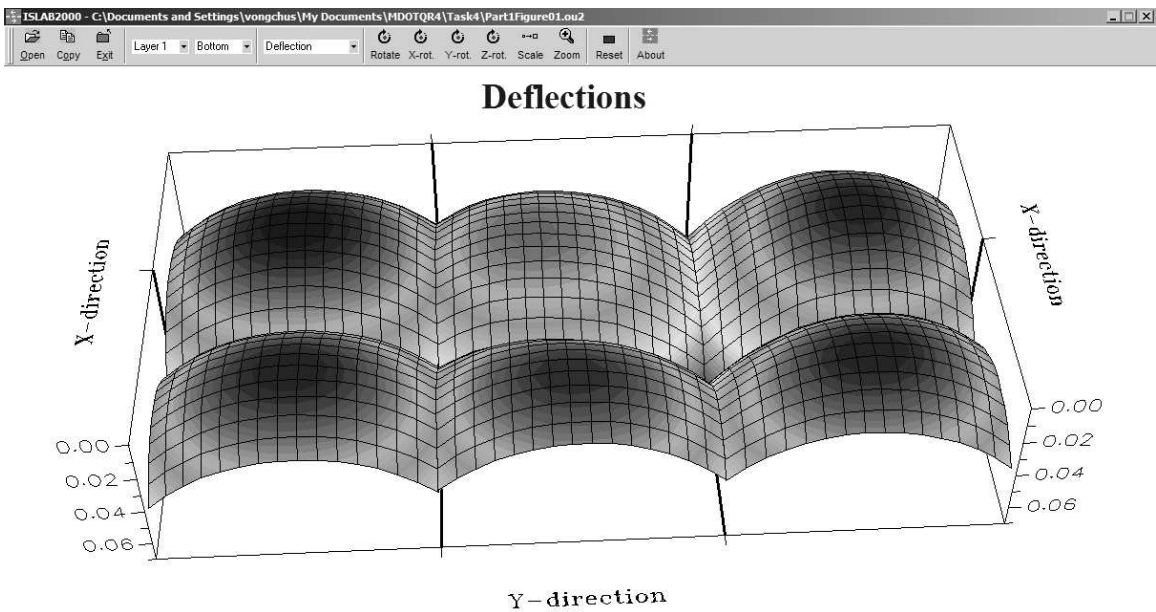 ISLAB2000 - C:\Documents and Settings\vongchus\My Documents\MDOTQR4\Task4\Part1Figure01.ou2
Open Copy Exit Layer 1 Bottom Deflection Rotate X-rot. Y-rot. Z-rot. Scale Zoom Reset About
Deflections
X-direction
X-direction
0.00
0.02
0.04
0.06
0.00
0.02
0.04
0.06
Y-direction